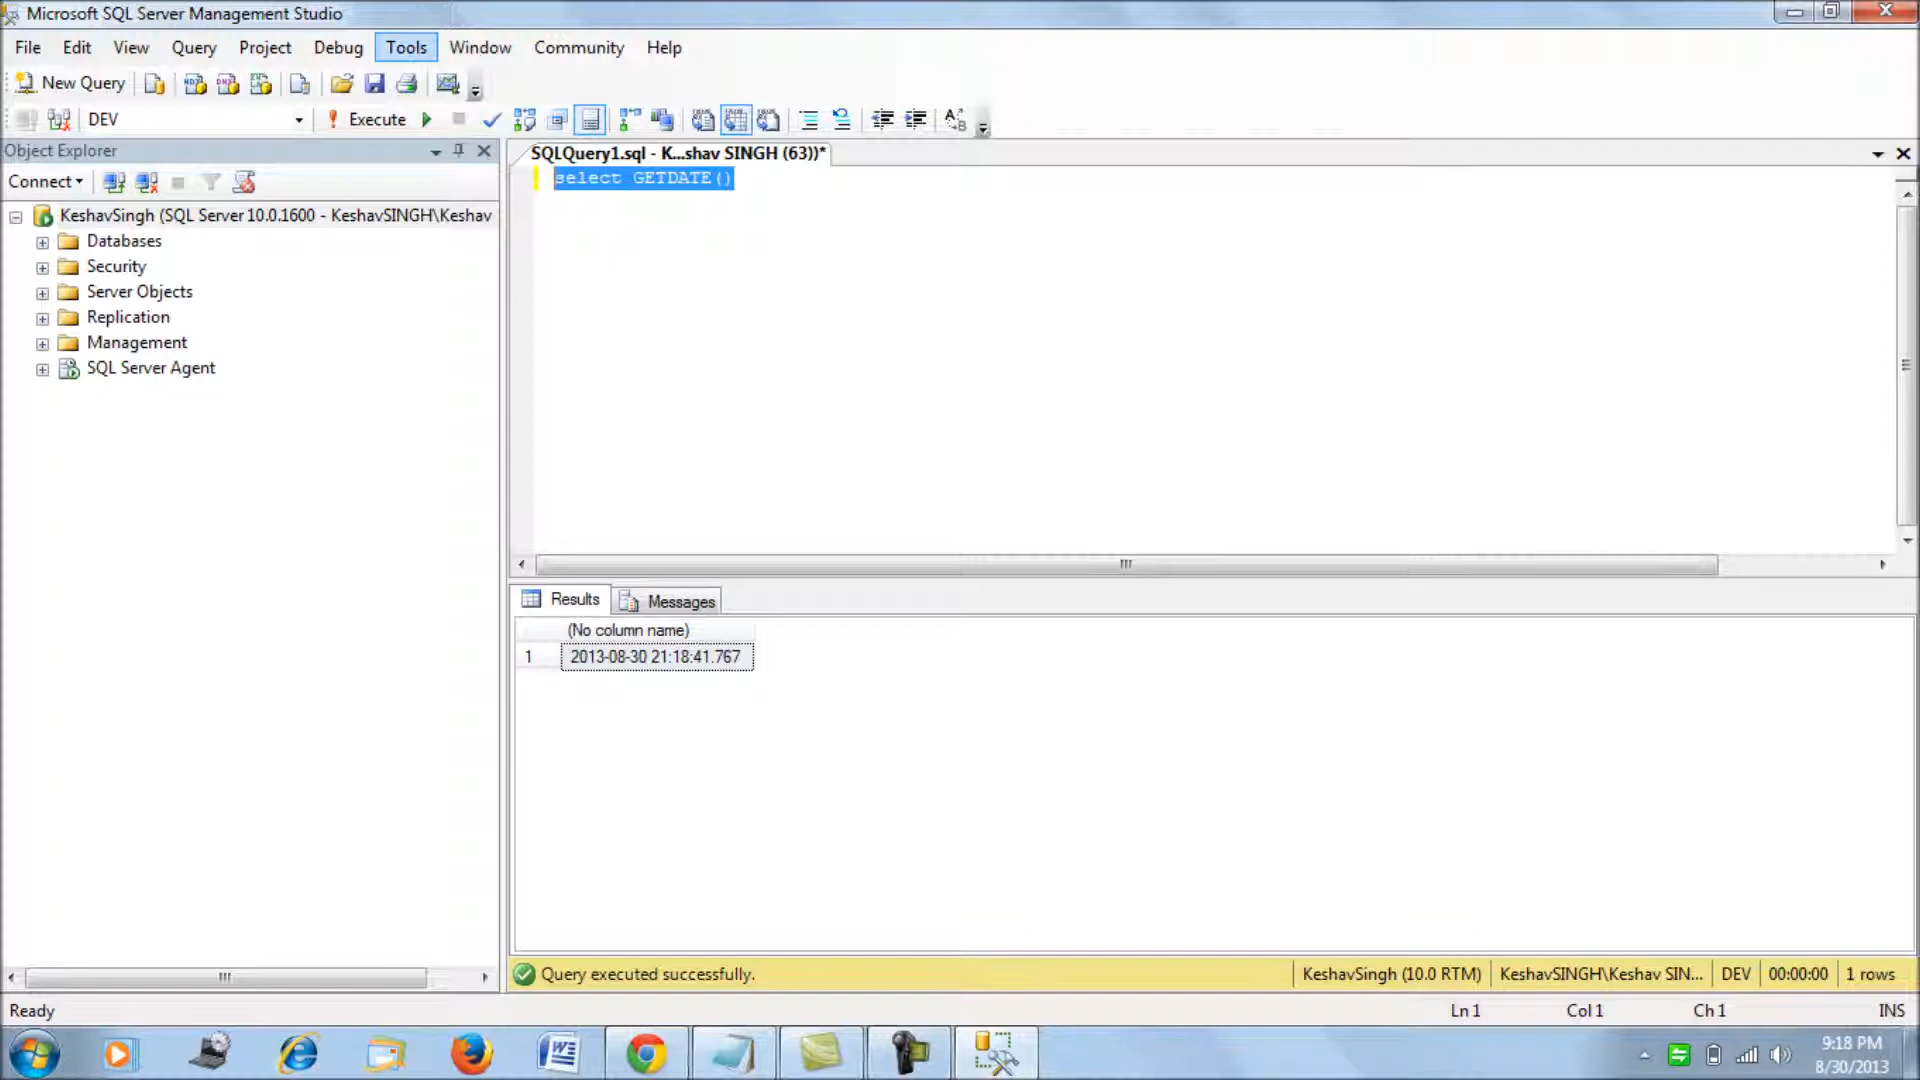 Microsoft SQL Server Management Studio
File Edit View Query Project Debug Tools Window Community Help
New Query
DEV Execute
Object Explorer
SQLQuery1.sql - K...shav SINGH (63))*
Connect
select GETDATE()
KeshavSingh (SQL Server 10.0.1600 - KeshavSINGH\Keshav
Databases
Security
Server Objects
Replication
Management
SQL Server Agent
Results Messages
(No column name)
1 2013-08-30 21:18:41.767
Query executed successfully. KeshavSingh (10.0 RTM) KeshavSINGH\Keshav SIN... DEV 00:00:00 1 rows
Ready Ln 1 Col 1 Ch 1 INS
9:18 PM
8/30/2013